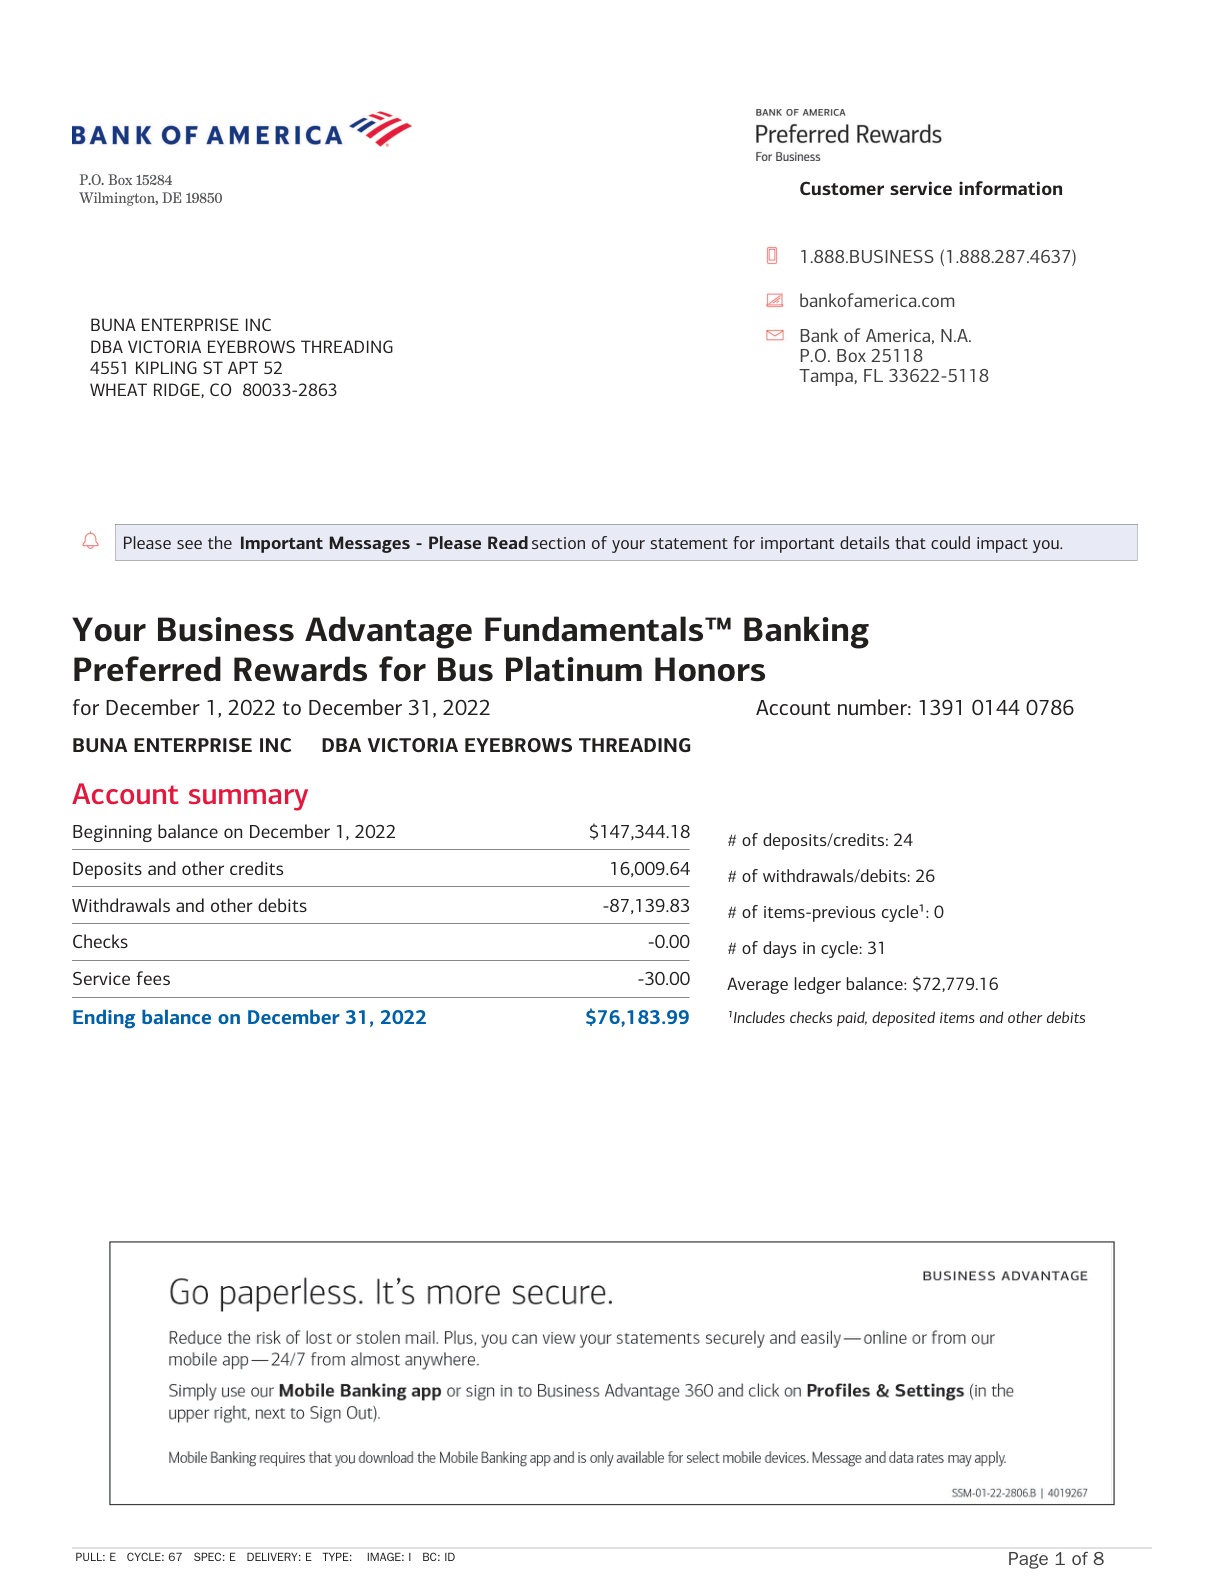 BANK OF AMERICA
P.O. Box 15284
Wilmington, DE 19850
BANK OF AMERICA
Preferred Rewards
For Business
Customer service information
1.888.BUSINESS (1.888.287.4637)
bankofamerica.com
Bank of America, N.A.
P.O. Box 25118
Tampa, FL 33622-5118
BUNA ENTERPRISE INC
DBA VICTORIA EYEBROWS THREADING
4551 KIPLING ST APT 52
WHEAT RIDGE, CO 80033-2863
Please see the Important Messages - Please Read section of your statement for important details that could impact you.
Your Business Advantage Fundamentals™ Banking
Preferred Rewards for Bus Platinum Honors
for December 1, 2022 to December 31, 2022 Account number: 1391 0144 0786
BUNA ENTERPRISE INC DBA VICTORIA EYEBROWS THREADING
Account summary
Beginning balance on December 1, 2022 $147,344.18
Deposits and other credits 16,009.64
Withdrawals and other debits -87,139.83
Checks -0.00
Service fees -30.00
Ending balance on December 31, 2022 $76,183.99
# of deposits/credits: 24
# of withdrawals/debits: 26
# of items-previous cycle¹: 0
# of days in cycle: 31
Average ledger balance: $72,779.16
¹Includes checks paid, deposited items and other debits
BUSINESS ADVANTAGE
Go paperless. It’s more secure.
Reduce the risk of lost or stolen mail. Plus, you can view your statements securely and easily — online or from our
mobile app — 24/7 from almost anywhere.
Simply use our Mobile Banking app or sign in to Business Advantage 360 and click on Profiles & Settings (in the
upper right, next to Sign Out).
Mobile Banking requires that you download the Mobile Banking app and is only available for select mobile devices. Message and data rates may apply.
SSM-01-22-2806.B | 4019267
PULL: E CYCLE: 67 SPEC: E DELIVERY: E TYPE: IMAGE: I BC: ID
Page 1 of 8